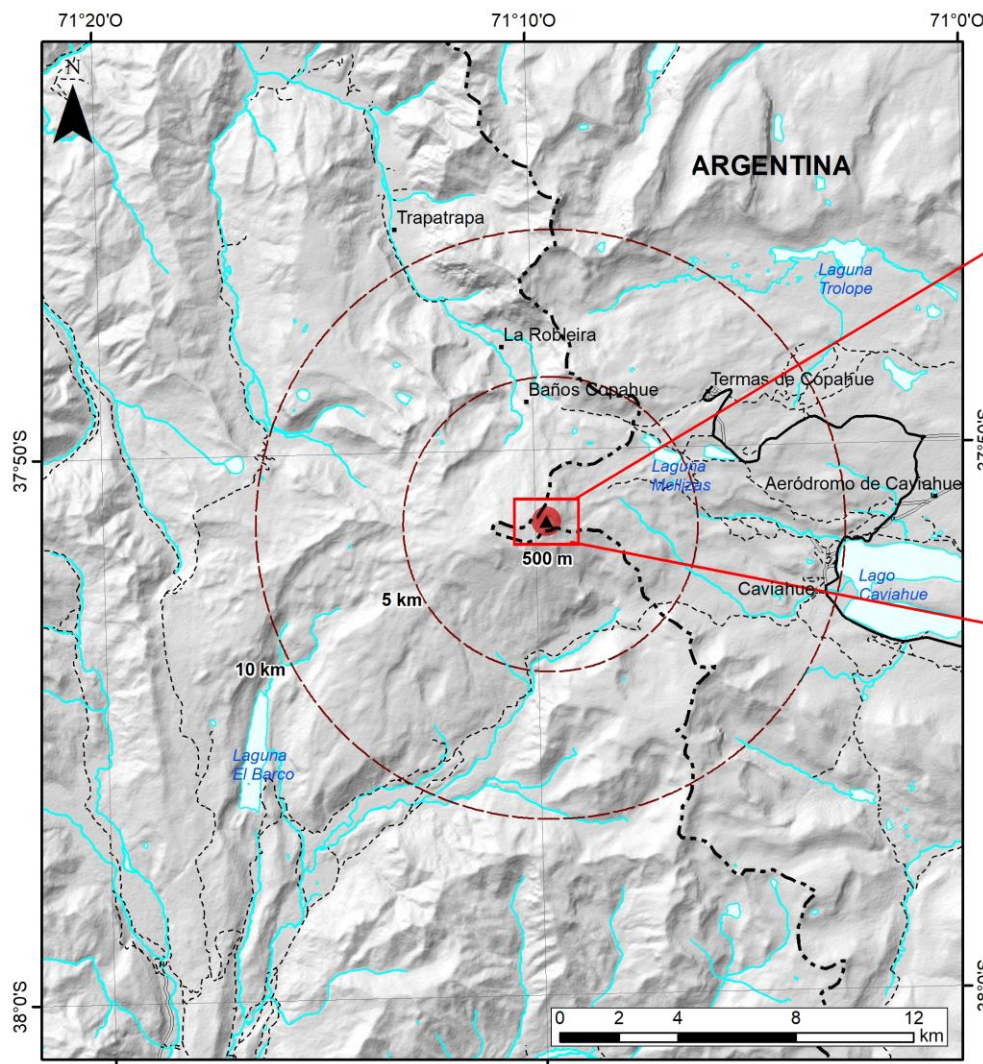 71°20'O
71°10'O
71°0'O
N
ARGENTINA
Trapatrapa
Laguna
Trolope
La Robleira
Termas de Copahue
Baños Copahue
37°50'S
37°50'S
Laguna
Mellizas
Aeródromo de Caviahue
500 m
Lago
Caviahue
Caviahue
5 km
10 km
Laguna
El Barco
38°0'S
38°0'S
0 2 4 8 12
km